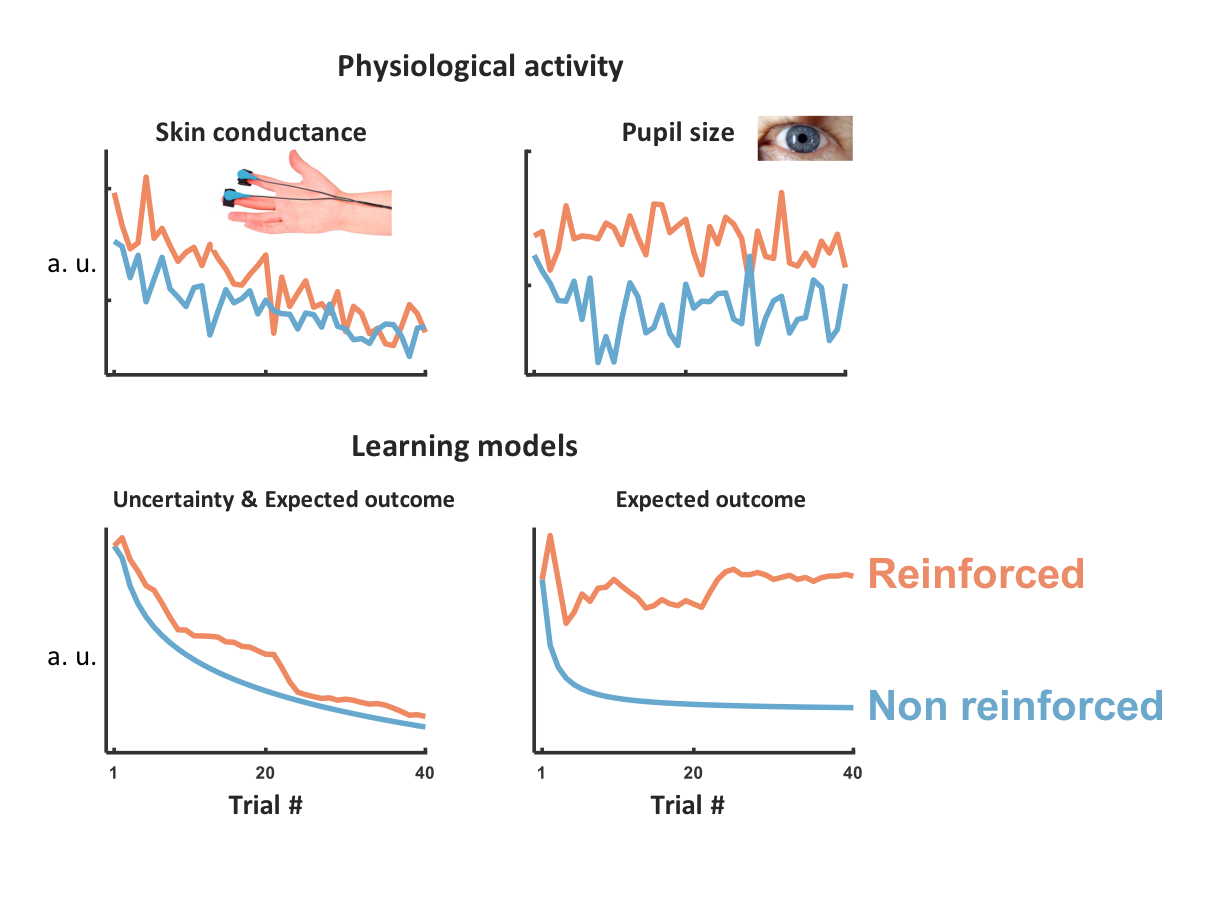 Physiological activity
Skin conductance
Pupil size
a. u.
Learning models
Uncertainty & Expected outcome
Expected outcome
Reinforced
a. u.
Non reinforced
1 20 40
1 20 40
Trial #
Trial #